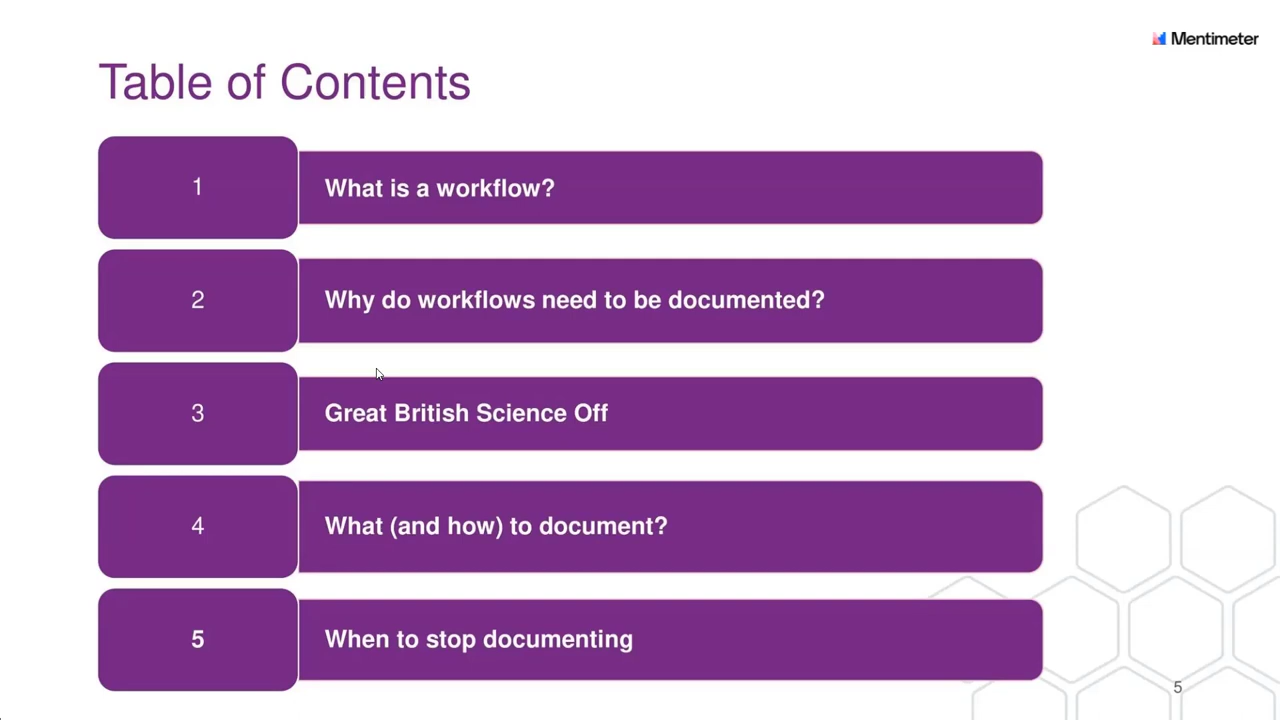 Mentimeter
Table of Contents
1
What is a workflow?
2
Why do workflows need to be documented?
3
Great British Science Off
4
What (and how) to document?
5
When to stop documenting
5